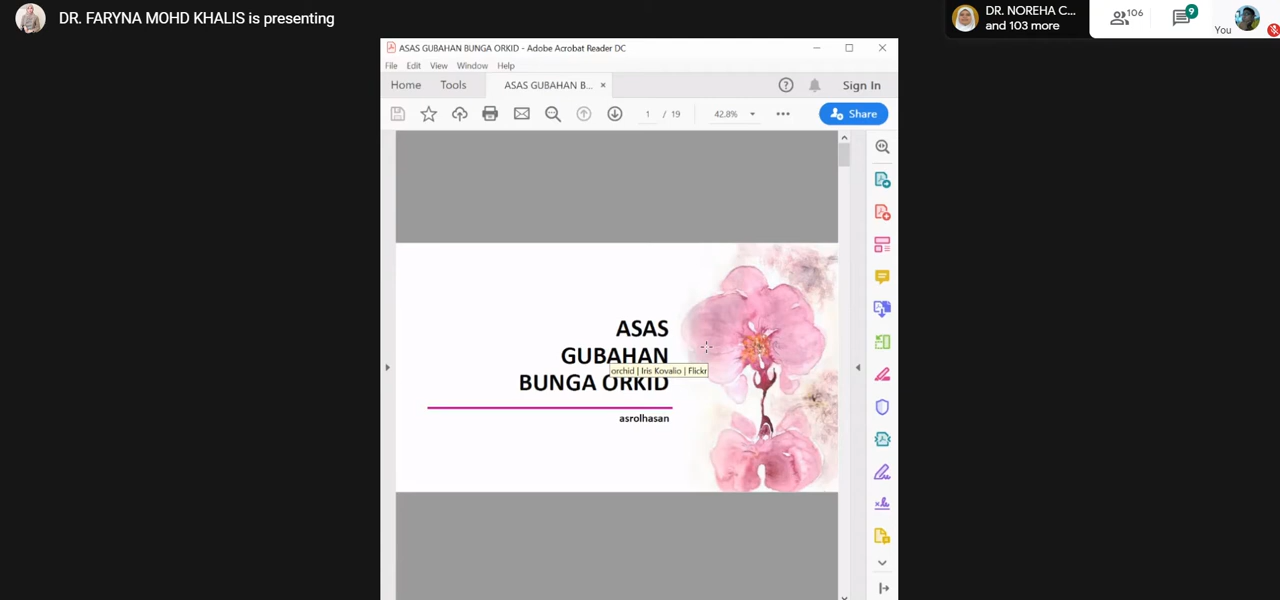 DR. FARYNA MOHD KHALIS is presenting
DR. NOREHA C...
and 103 more
106
9
You
ASAS GUBAHAN BUNGA ORKID - Adobe Acrobat Reader DC
File Edit View Window Help
Home Tools ASAS GUBAHAN B... × Sign In
1 / 19 42.8% Share
ASAS
GUBAHAN
BUNGA ORKID
orchid | Iris Kovalio | Flickr
asrolhasan